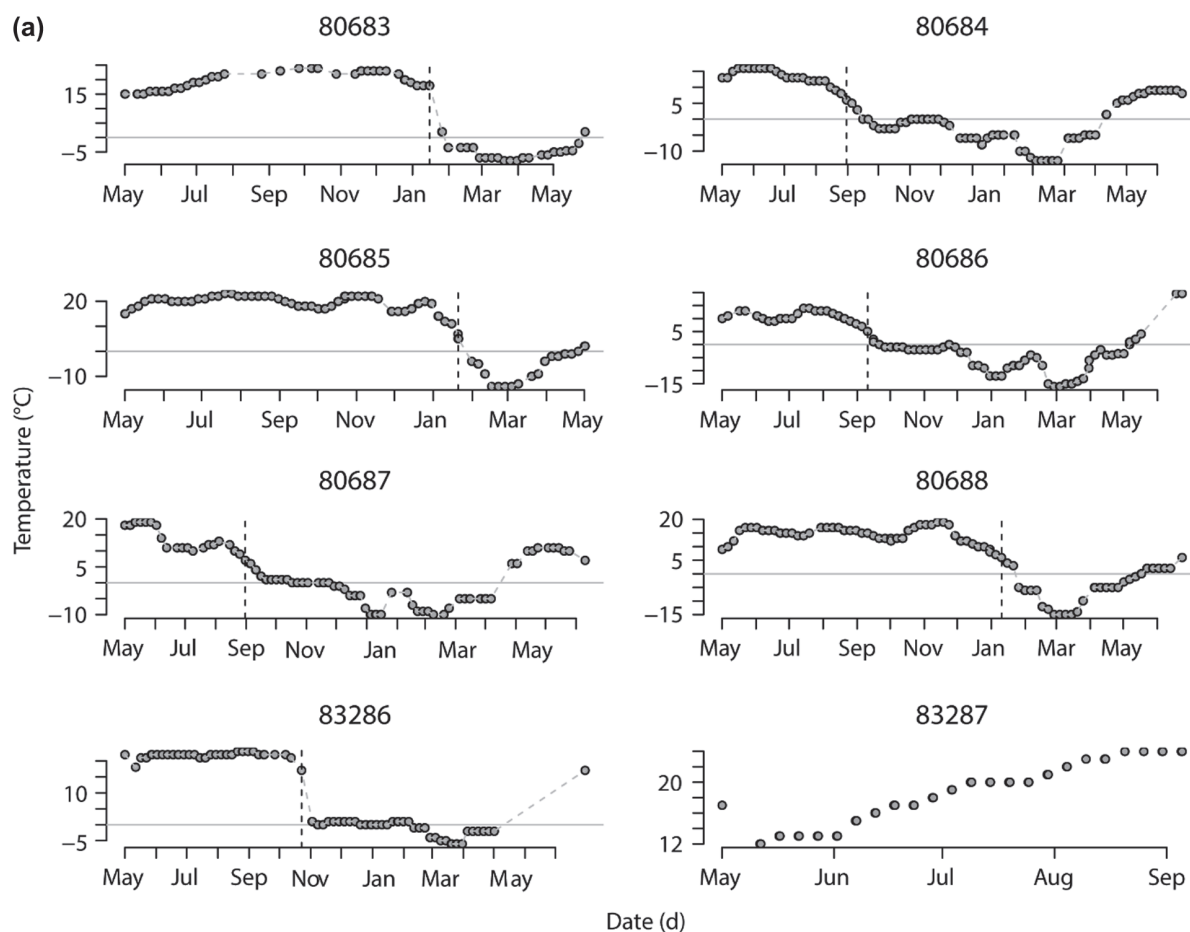 (a)
80683
80684
15
−5
May Jul Sep Nov Jan Mar May
5
−10
May Jul Sep Nov Jan Mar May
80685
80686
20
−10
May Jul Sep Nov Jan Mar May
5
−15
May Jul Sep Nov Jan Mar May
80687
80688
20
5
−10
May Jul Sep Nov Jan Mar May
20
5
−15
May Jul Sep Nov Jan Mar May
83286
83287
10
−5
May Jul Sep Nov Jan Mar May
20
12
May Jun Jul Aug Sep
Temperature (°C)
Date (d)